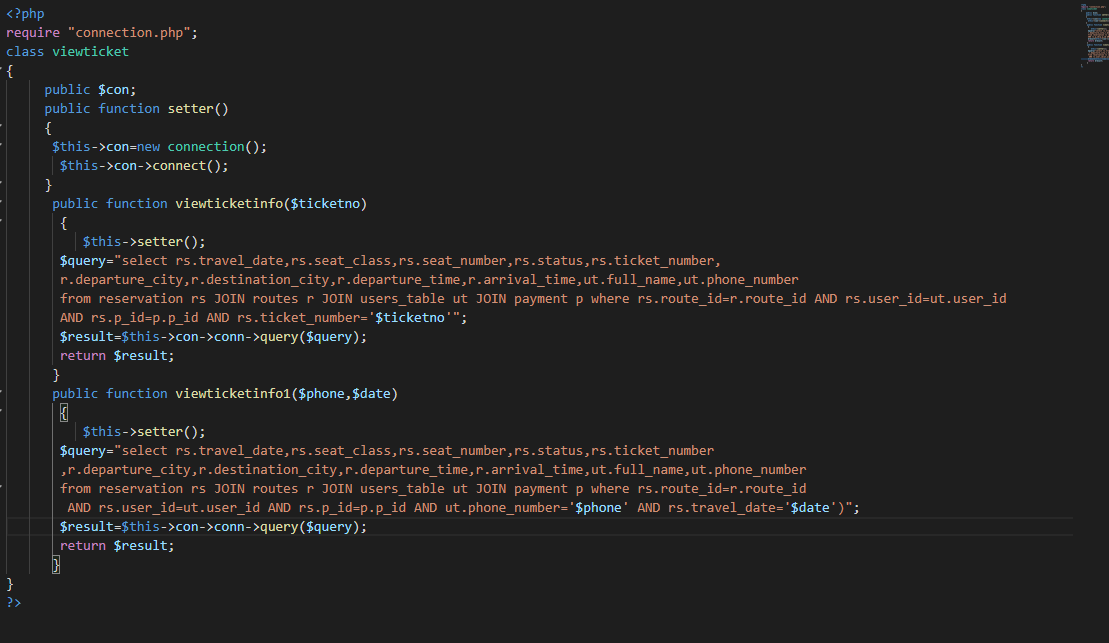 <?php
require "connection.php";
class viewticket
{
public $con;
public function setter()
{
$this->con=new connection();
$this->con->connect();
}
public function viewticketinfo($ticketno)
{
$this->setter();
$query="select rs.travel_date,rs.seat_class,rs.seat_number,rs.status,rs.ticket_number,
r.departure_city,r.destination_city,r.departure_time,r.arrival_time,ut.full_name,ut.phone_number
from reservation rs JOIN routes r JOIN users_table ut JOIN payment p where rs.route_id=r.route_id AND rs.user_id=ut.user_id
AND rs.p_id=p.p_id AND rs.ticket_number='$ticketno'";
$result=$this->con->conn->query($query);
return $result;
}
public function viewticketinfo1($phone,$date)
{
$this->setter();
$query="select rs.travel_date,rs.seat_class,rs.seat_number,rs.status,rs.ticket_number
,r.departure_city,r.destination_city,r.departure_time,r.arrival_time,ut.full_name,ut.phone_number
from reservation rs JOIN routes r JOIN users_table ut JOIN payment p where rs.route_id=r.route_id
AND rs.user_id=ut.user_id AND rs.p_id=p.p_id AND ut.phone_number='$phone' AND rs.travel_date='$date')";
$result=$this->con->conn->query($query);
return $result;
}
}
?>